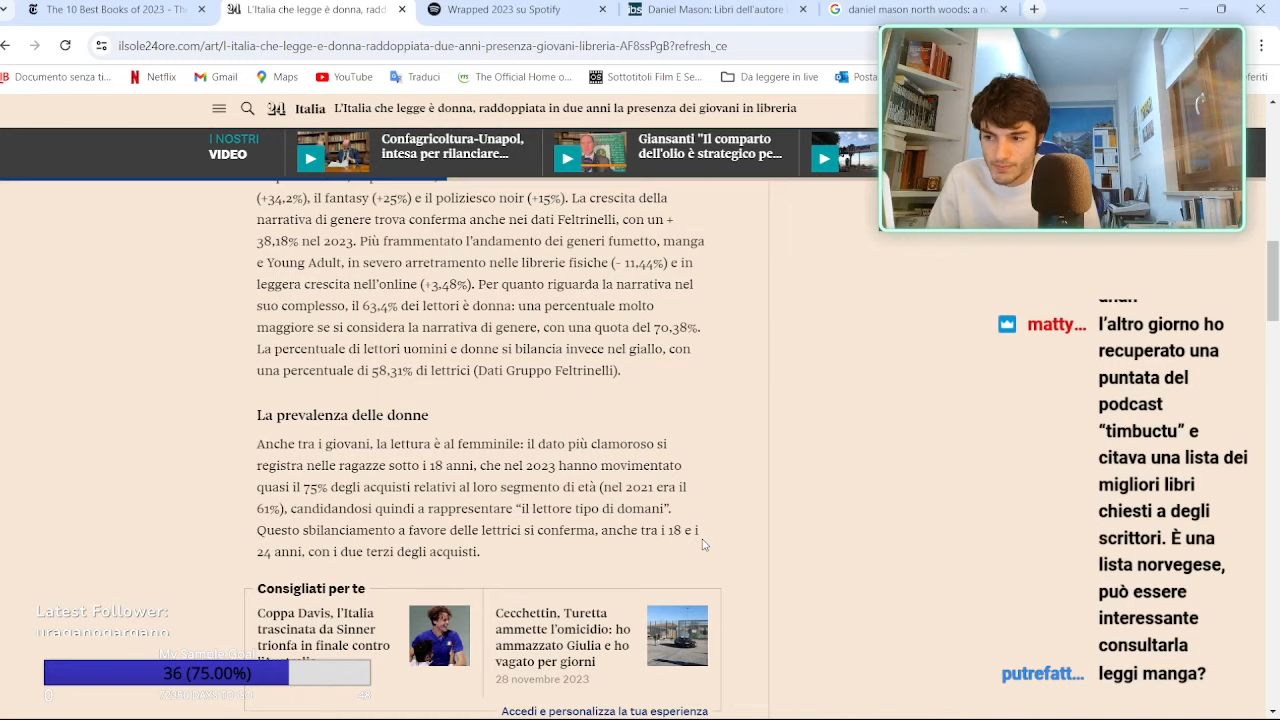 The 10 Best Books of 2023 - T
L'Italia che legge è donna, radd
Wrapped 2023 su Spotify
Daniel Mason: Libri dell'autore
daniel mason north woods: a n
ilsole24ore.com/art/l-italia-che-legge-e-donna-raddoppiata-due-anni-presenza-giovani-libreria-AF8ssPgB?refresh_ce
Documento senza ti...
Netflix
Gmail
Maps
YouTube
Traduci
The Official Home o...
Sottotitoli Film E Se...
Da leggere in live
Italia L'Italia che legge è donna, raddoppiata in due anni la presenza dei giovani in libreria
I NOSTRI
VIDEO
Confagricoltura-Unapol,
intesa per rilanciare...
Giansanti "Il comparto
dell'olio è strategico pe...
(+34,2%), il fantasy (+25%) e il poliziesco noir (+15%). La crescita della
narrativa di genere trova conferma anche nei dati Feltrinelli, con un +
38,18% nel 2023. Più frammentato l'andamento dei generi fumetto, manga
e Young Adult, in severo arretramento nelle librerie fisiche (- 11,44%) e in
leggera crescita nell'online (+3,48%). Per quanto riguarda la narrativa nel
suo complesso, il 63,4% dei lettori è donna: una percentuale molto
maggiore se si considera la narrativa di genere, con una quota del 70,38%.
La percentuale di lettori uomini e donne si bilancia invece nel giallo, con
una percentuale di 58,31% di lettrici (Dati Gruppo Feltrinelli).
La prevalenza delle donne
Anche tra i giovani, la lettura è al femminile: il dato più clamoroso si
registra nelle ragazze sotto i 18 anni, che nel 2023 hanno movimentato
quasi il 75% degli acquisti relativi al loro segmento di età (nel 2021 era il
61%), candidandosi quindi a rappresentare “il lettore tipo di domani”.
Questo sbilanciamento a favore delle lettrici si conferma, anche tra i 18 e i
24 anni, con i due terzi degli acquisti.
Consigliati per te
Coppa Davis, l'Italia
trascinata da Sinner
trionfa in finale contro
Cecchettin, Turetta
ammette l'omicidio: ho
ammazzato Giulia e ho
vagato per giorni
28 novembre 2023
Accedi e personalizza la tua esperienza
Latest Follower:
My Sample Goal
36 (75.00%)
0
48
matty... l'altro giorno ho
recuperato una
puntata del
podcast
“timbuctu” e
citava una lista dei
migliori libri
chiesti a degli
scrittori. È una
lista norvegese,
può essere
interessante
consultarla
putrefatt... leggi manga?